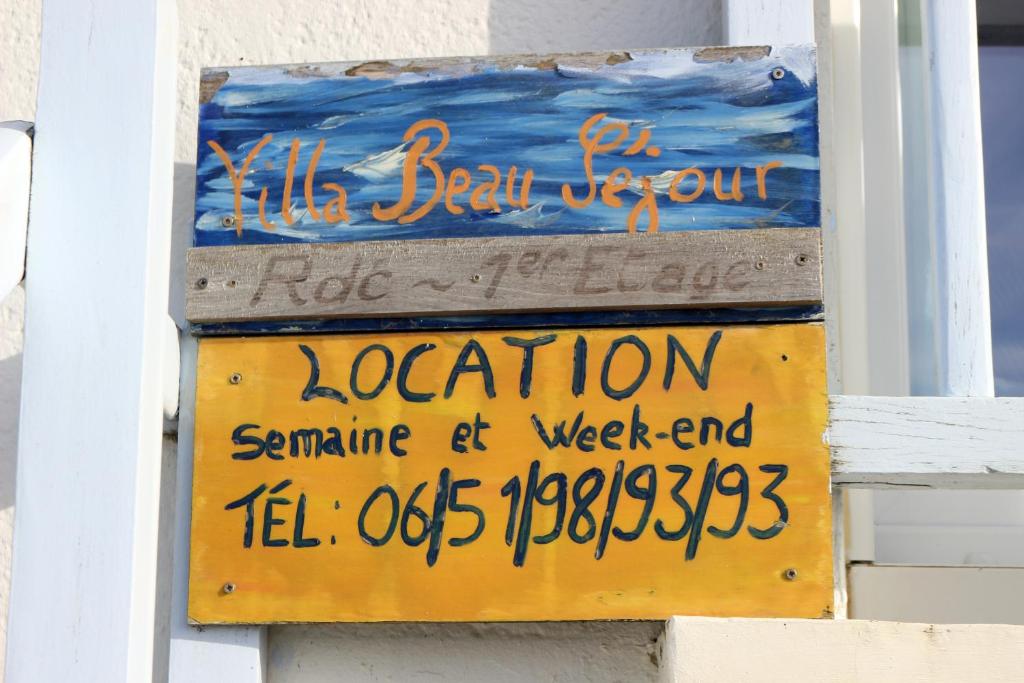 Villa Beau Séjour
Rdc ~ 1er Etage
LOCATION
Semaine et Week-end
TÉL: 06/51/98/93/93